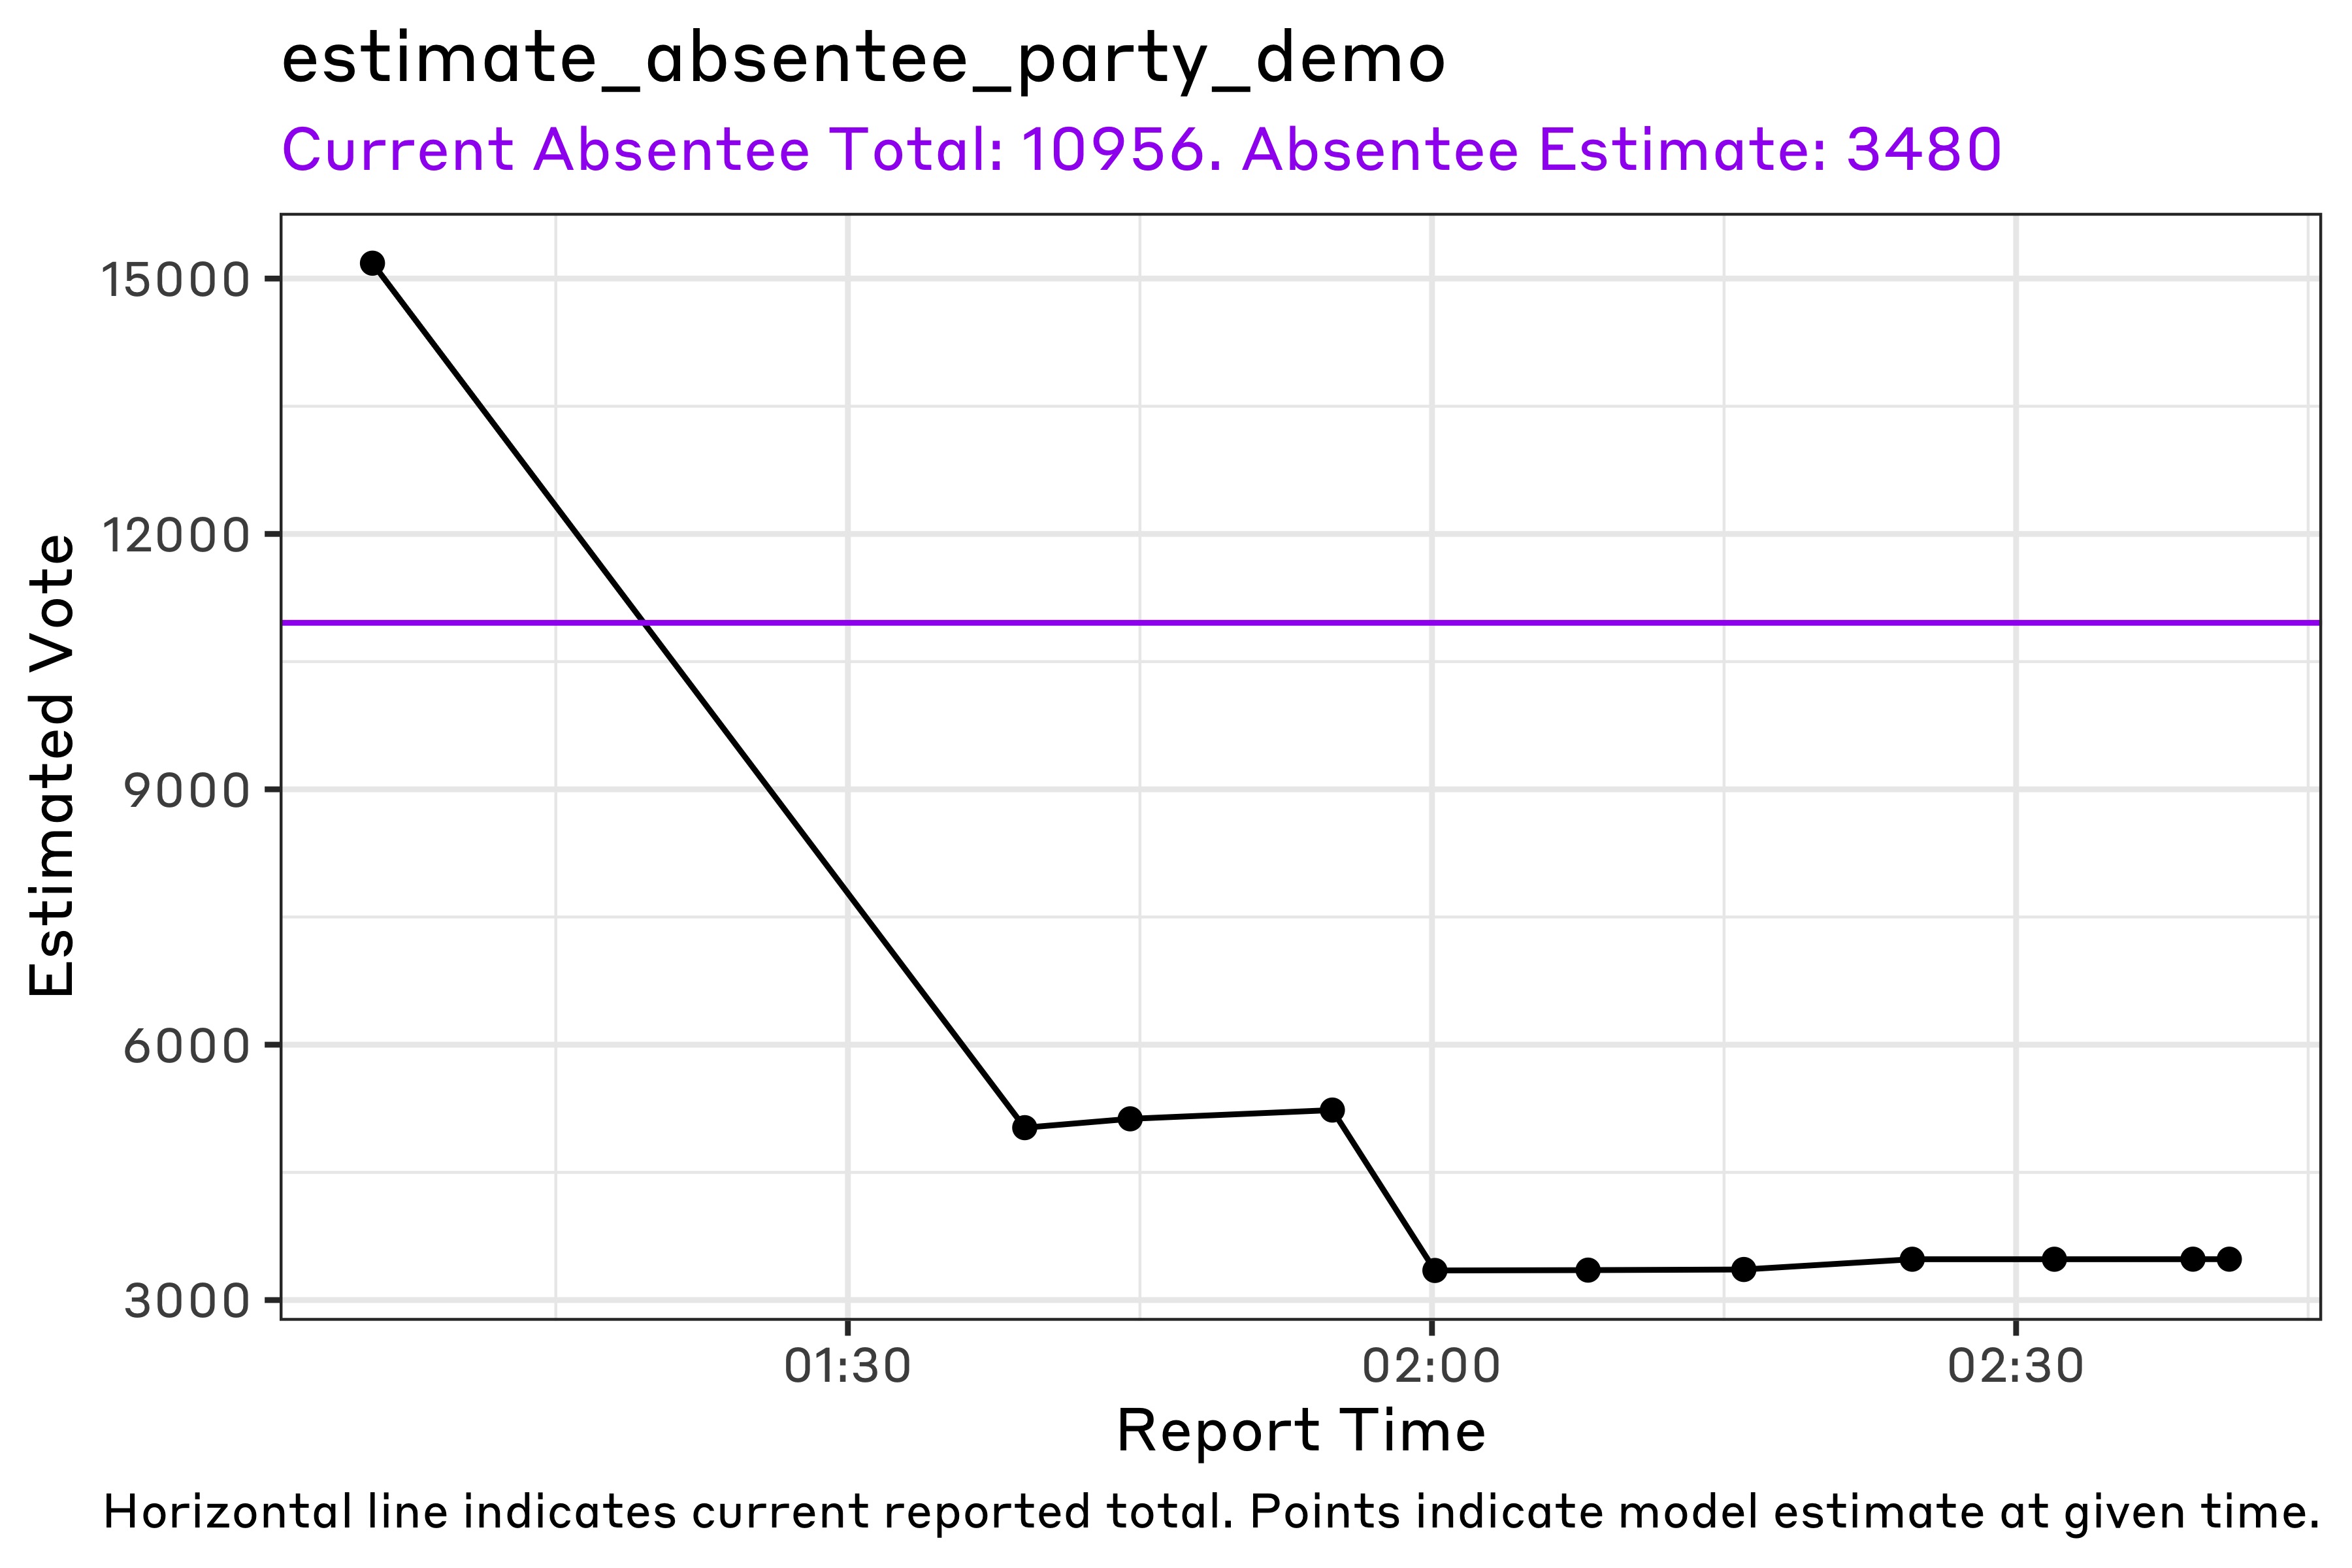 estimate_absentee_party_demo
Current Absentee Total: 10956. Absentee Estimate: 3480
15000
12000
9000
6000
3000
Estimated Vote
01:30 02:00 02:30
Report Time
Horizontal line indicates current reported total. Points indicate model estimate at given time.